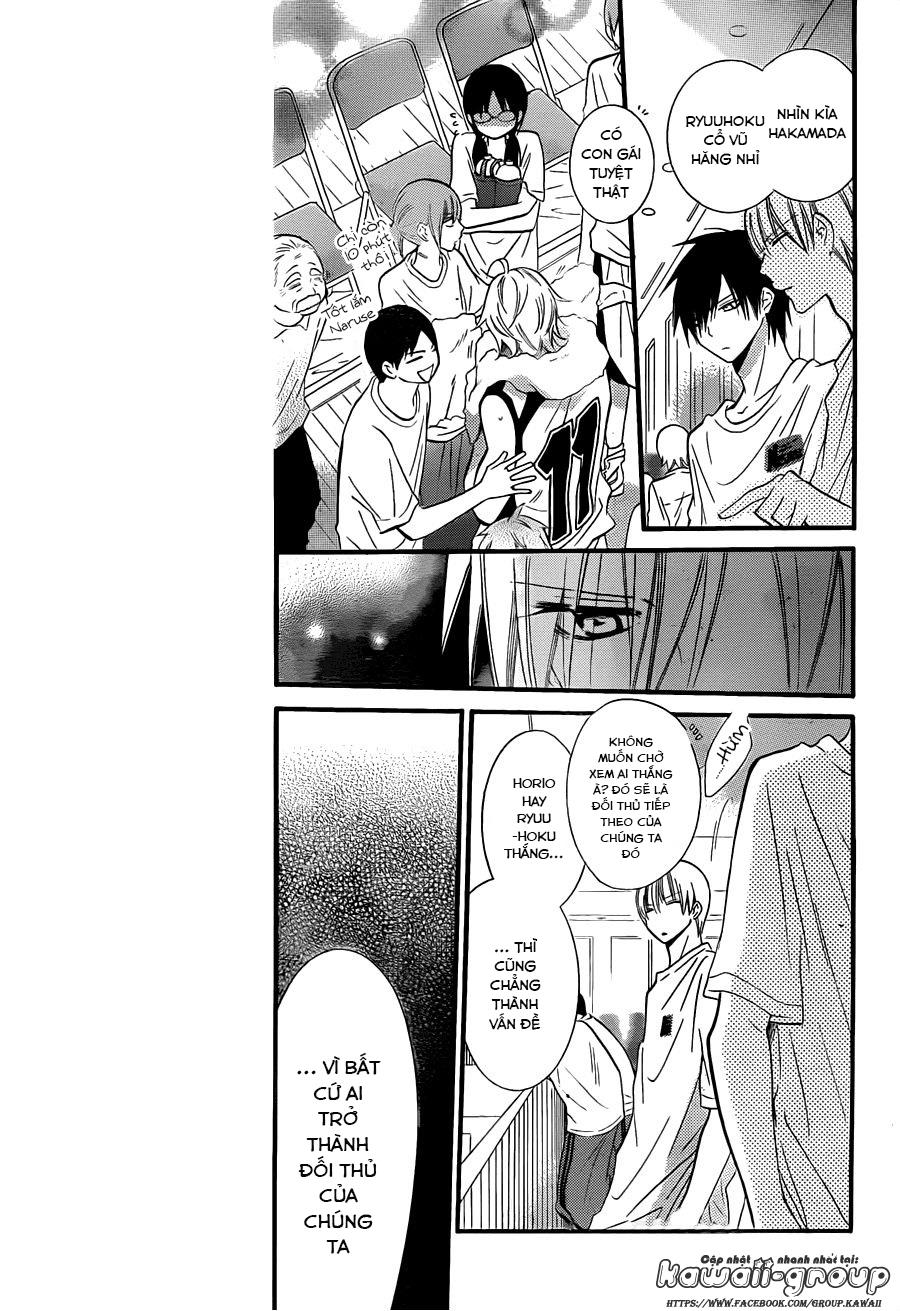 NHÌN KÌA
HAKAMADA
RYUUHOKU
CỔ VŨ
HĂNG NHỈ
CÓ
CON GÁI
TUYỆT
THẬT
Chỉ còn
0 phút
thôi!
Tốt lắm
Naruse
11
Hừm
KHÔNG
MUỐN CHỜ
XEM AI THẮNG
À? ĐÓ SẼ LÀ
ĐỐI THỦ TIẾP
THEO CỦA
CHÚNG TA
ĐÓ
HORIO
HAY
RYUU
-HOKU
THẮNG...
... THÌ
CŨNG
CHẲNG
THÀNH
VẤN ĐỀ
... VÌ BẤT
CỨ AI
TRỞ
THÀNH
ĐỐI THỦ
CỦA
CHÚNG
TA
Cập nhật nhanh nhất tại:
Kawaii-group
HTTPS://WWW.FACEBOOK.COM/GROUP.KAWAII